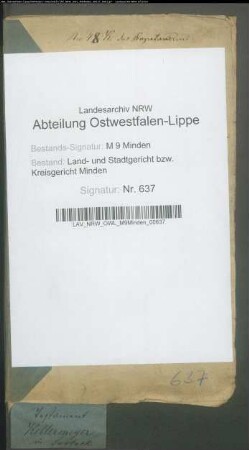 Landesarchiv NRW
Abteilung Ostwestfalen-Lippe
Bestands-Signatur: M 9 Minden
Bestand: Land- und Stadtgericht bzw.
Kreisgericht Minden
Signatur: Nr. 637
LAV_NRW_OWL_M9Minden_00637
637
Testament